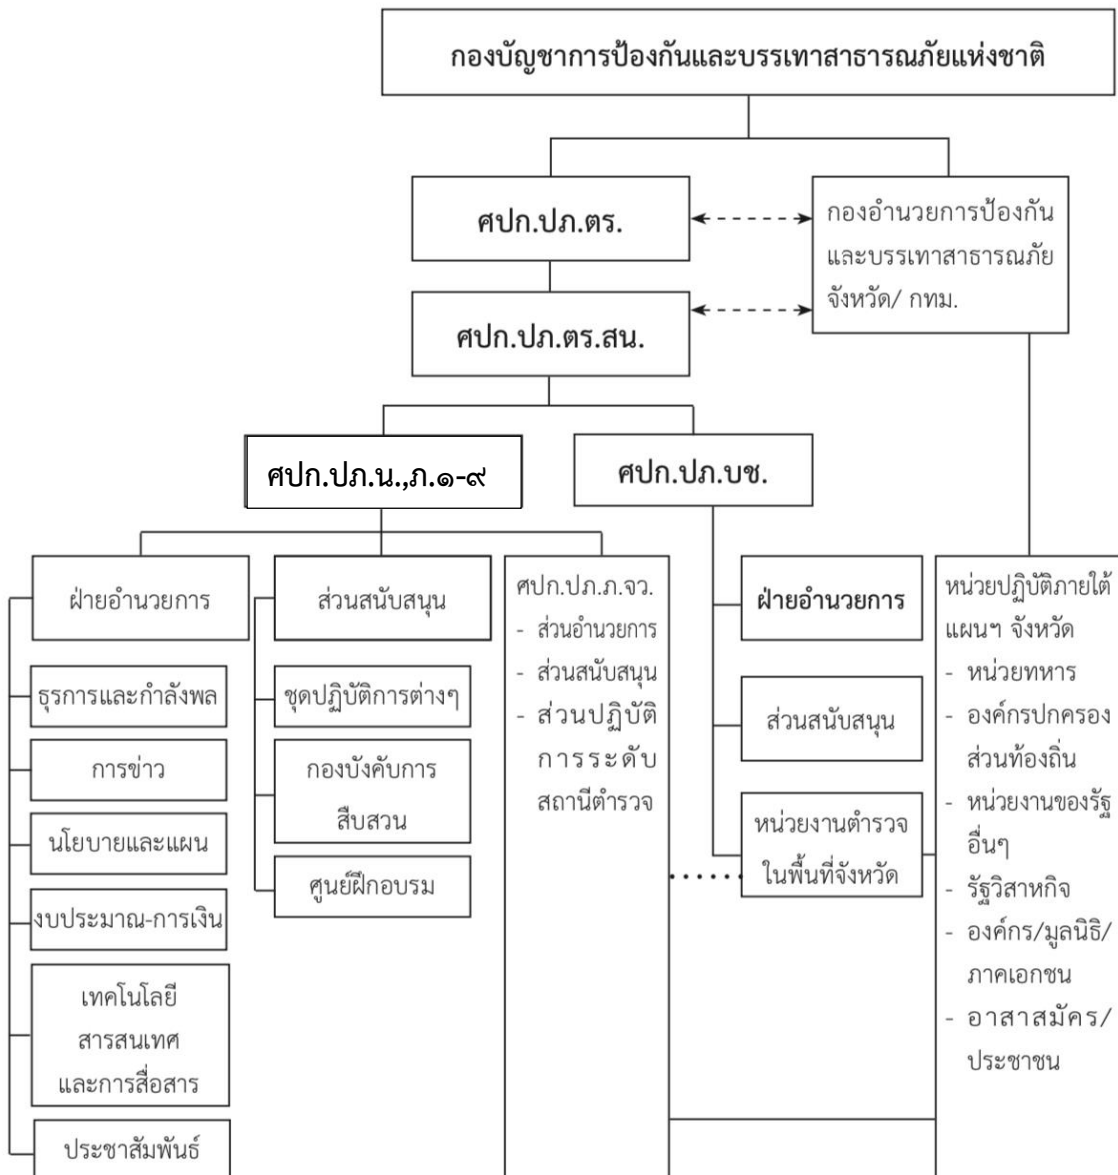 กองบัญชาการป้องกันและบรรเทาสาธารณภัยแห่งชาติ
ศปก.ปภ.ตร.
กองอำนวยการป้องกัน
และบรรเทาสาธารณภัย
จังหวัด/ กทม.
ศปก.ปภ.ตร.สน.
ศปก.ปภ.น.,ภ.๑-๙
ศปก.ปภ.บช.
ฝ่ายอำนวยการ
ธุรการและกำลังพล
การข่าว
นโยบายและแผน
งบประมาณ-การเงิน
เทคโนโลยี
สารสนเทศ
และการสื่อสาร
ประชาสัมพันธ์
ส่วนสนับสนุน
ชุดปฏิบัติการต่างๆ
กองบังคับการ
สืบสวน
ศูนย์ฝึกอบรม
ศปก.ปภ.ภ.จว.
- ส่วนอำนวยการ
- ส่วนสนับสนุน
- ส่วนปฏิบัติ
การระดับ
สถานีตำรวจ
ฝ่ายอำนวยการ
ส่วนสนับสนุน
หน่วยงานตำรวจ
ในพื้นที่จังหวัด
หน่วยปฏิบัติภายใต้
แผนฯ จังหวัด
- หน่วยทหาร
- องค์กรปกครอง
ส่วนท้องถิ่น
- หน่วยงานของรัฐ
อื่นๆ
- รัฐวิสาหกิจ
- องค์กร/มูลนิธิ/
ภาคเอกชน
- อาสาสมัคร/
ประชาชน